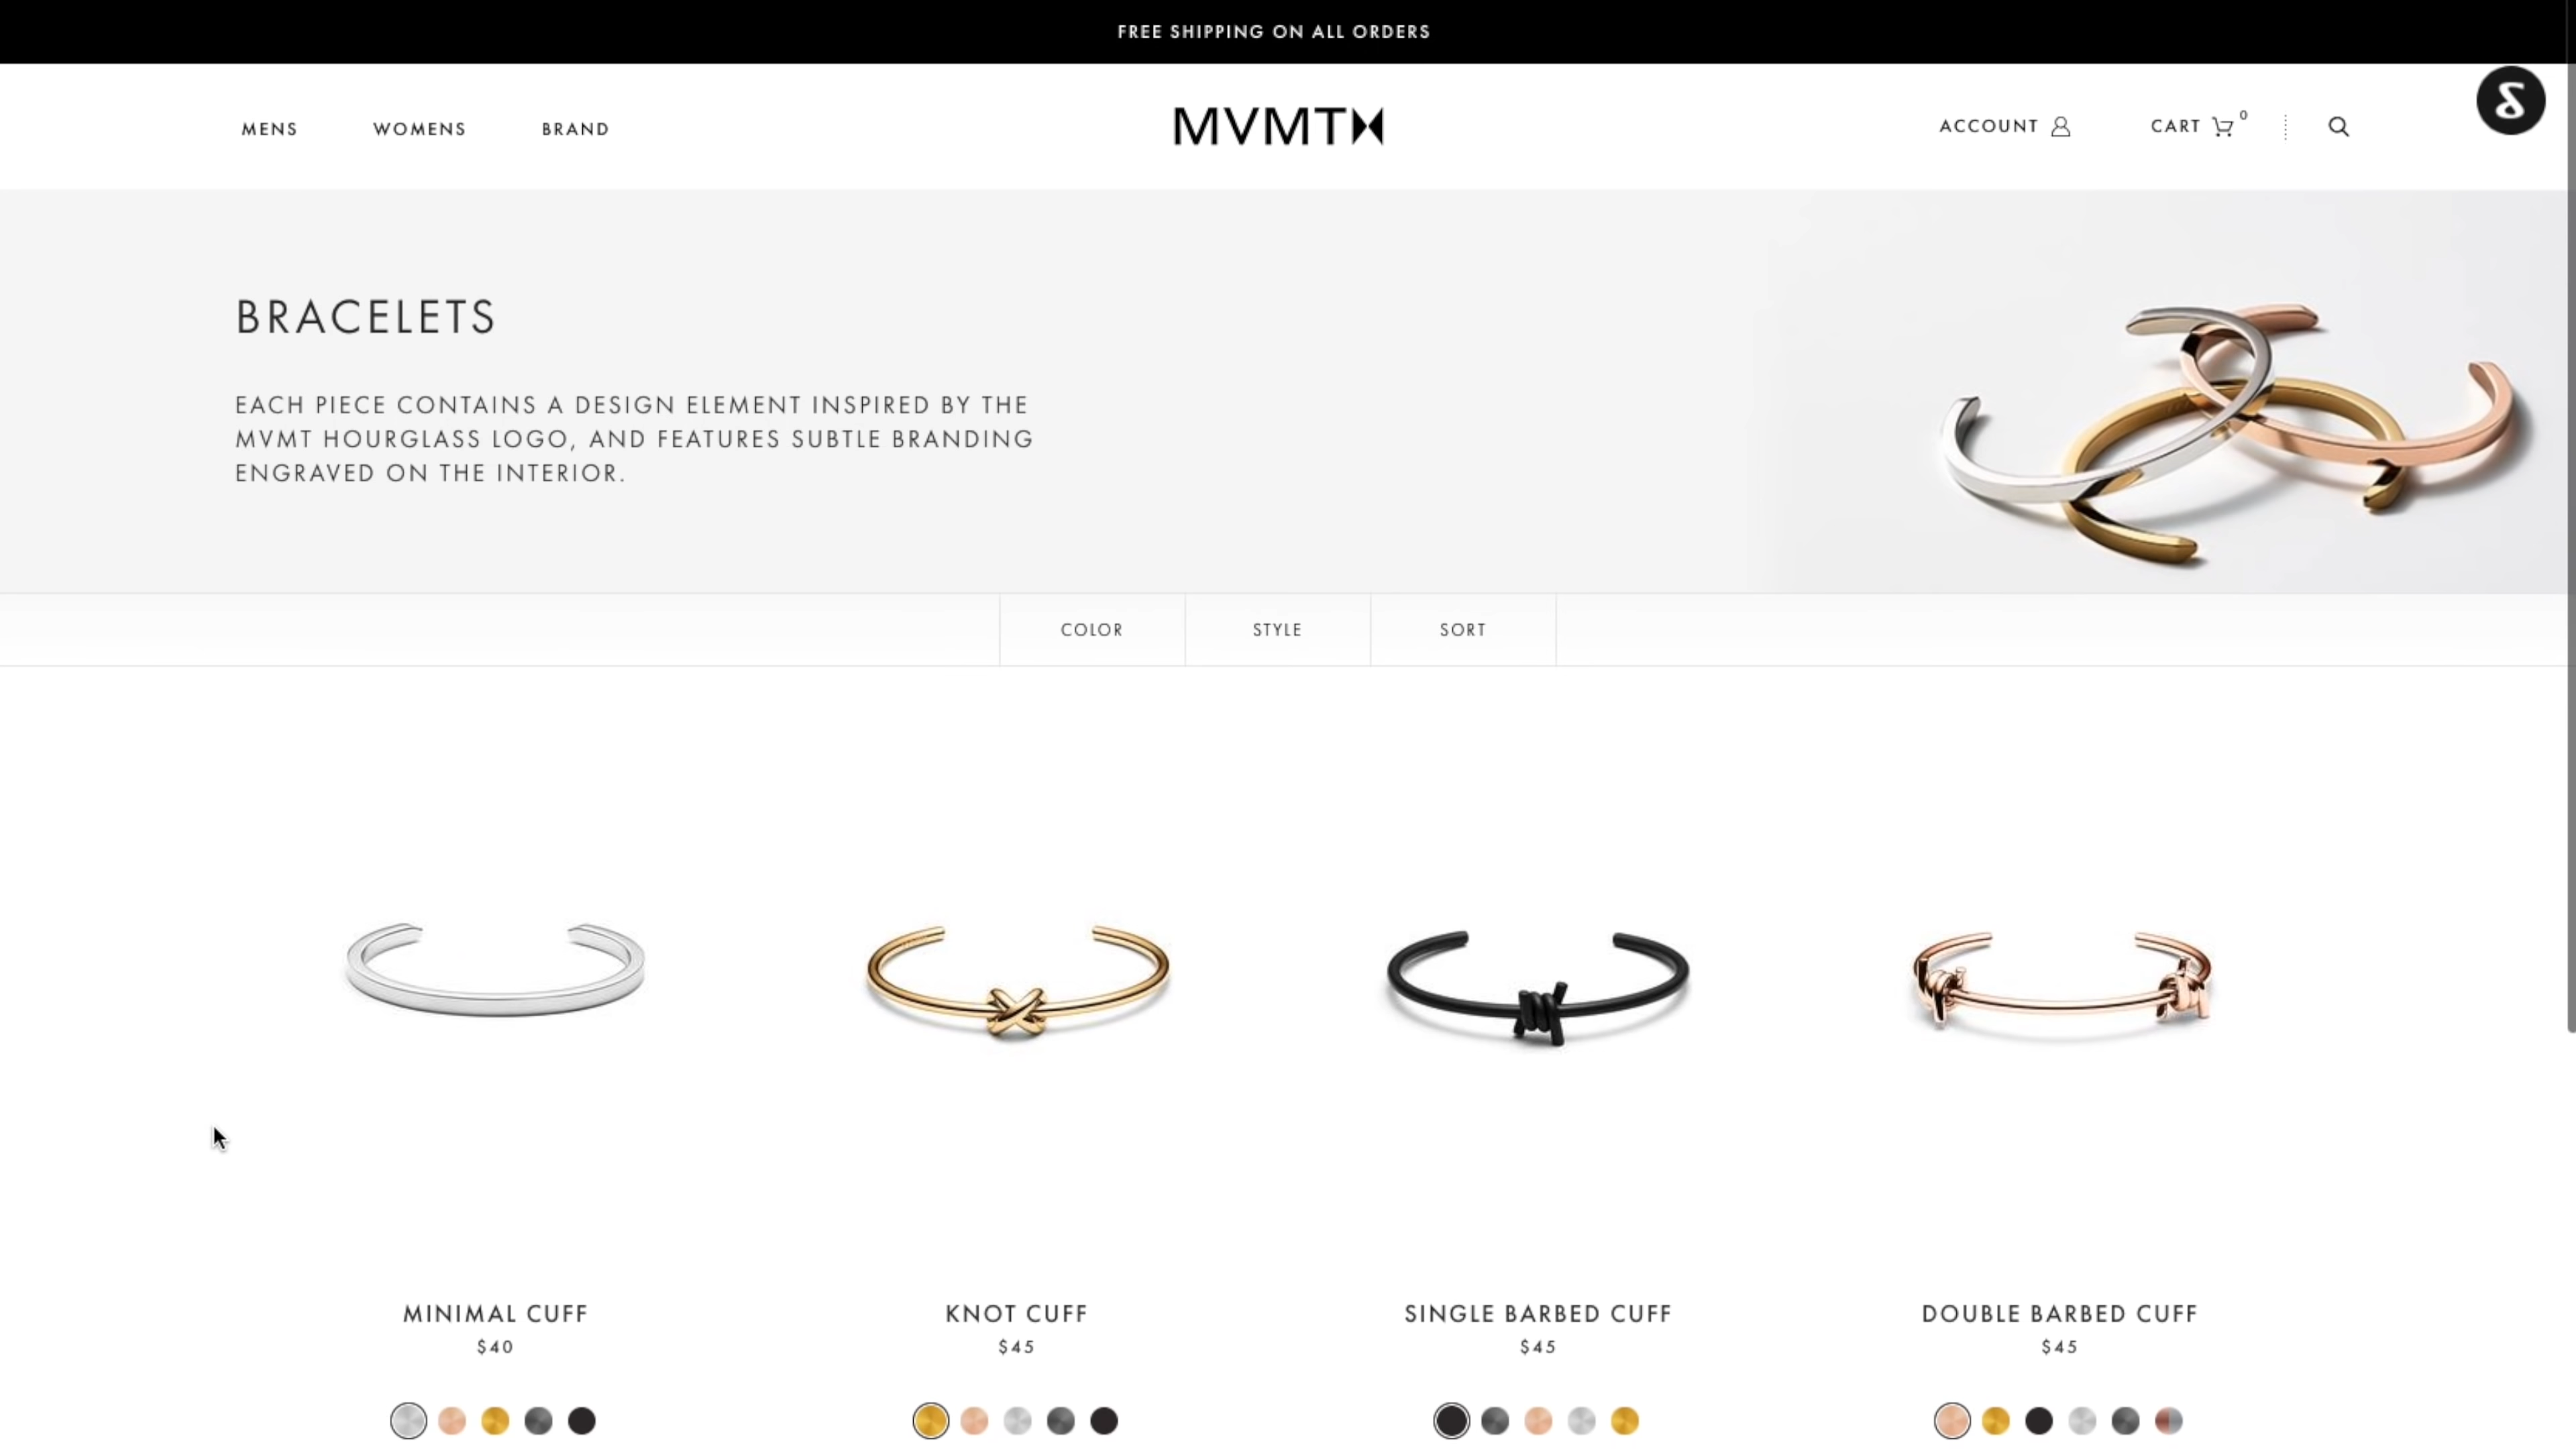 FREE SHIPPING ON ALL ORDERS
MENS WOMENS BRAND MVMT ACCOUNT CART 0
BRACELETS
EACH PIECE CONTAINS A DESIGN ELEMENT INSPIRED BY THE
MVMT HOURGLASS LOGO, AND FEATURES SUBTLE BRANDING
ENGRAVED ON THE INTERIOR.
COLOR STYLE SORT
MINIMAL CUFF KNOT CUFF SINGLE BARBED CUFF DOUBLE BARBED CUFF
$40 $45 $45 $45